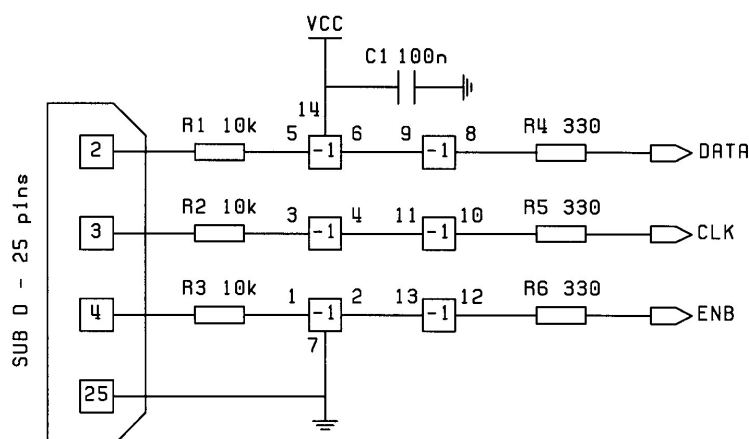 VCC
C1 100n
14
2
R1 10k
5
-1
6
9
-1
8
R4 330
DATA
3
R2 10k
3
-1
4
11
-1
10
R5 330
CLK
4
R3 10k
1
-1
2
13
-1
12
R6 330
ENB
7
25
SUB D - 25 pins